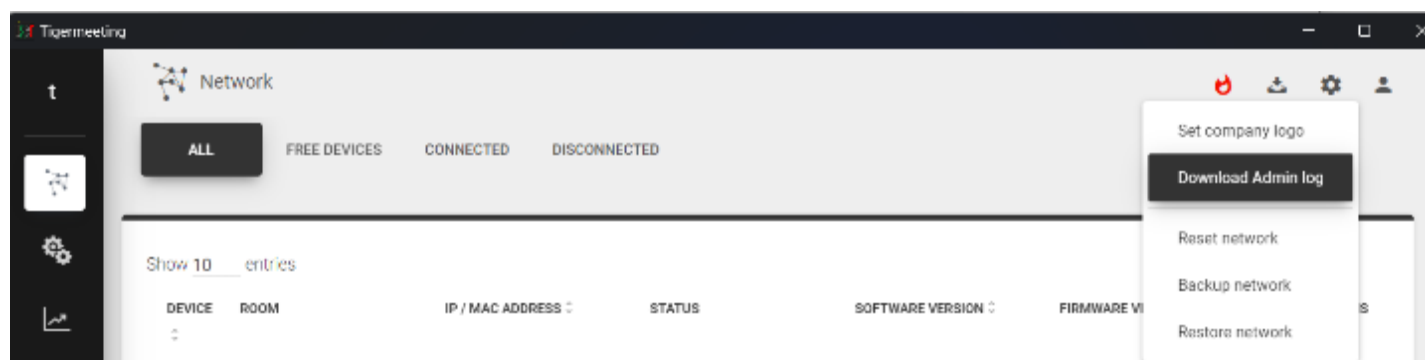 Tigermeeting
t
Network
ALL
FREE DEVICES
CONNECTED
DISCONNECTED
Set company logo
Download Admin log
Reset network
Backup network
Restore network
Show 10 entries
DEVICE ROOM IP / MAC ADDRESS STATUS SOFTWARE VERSION FIRMWARE